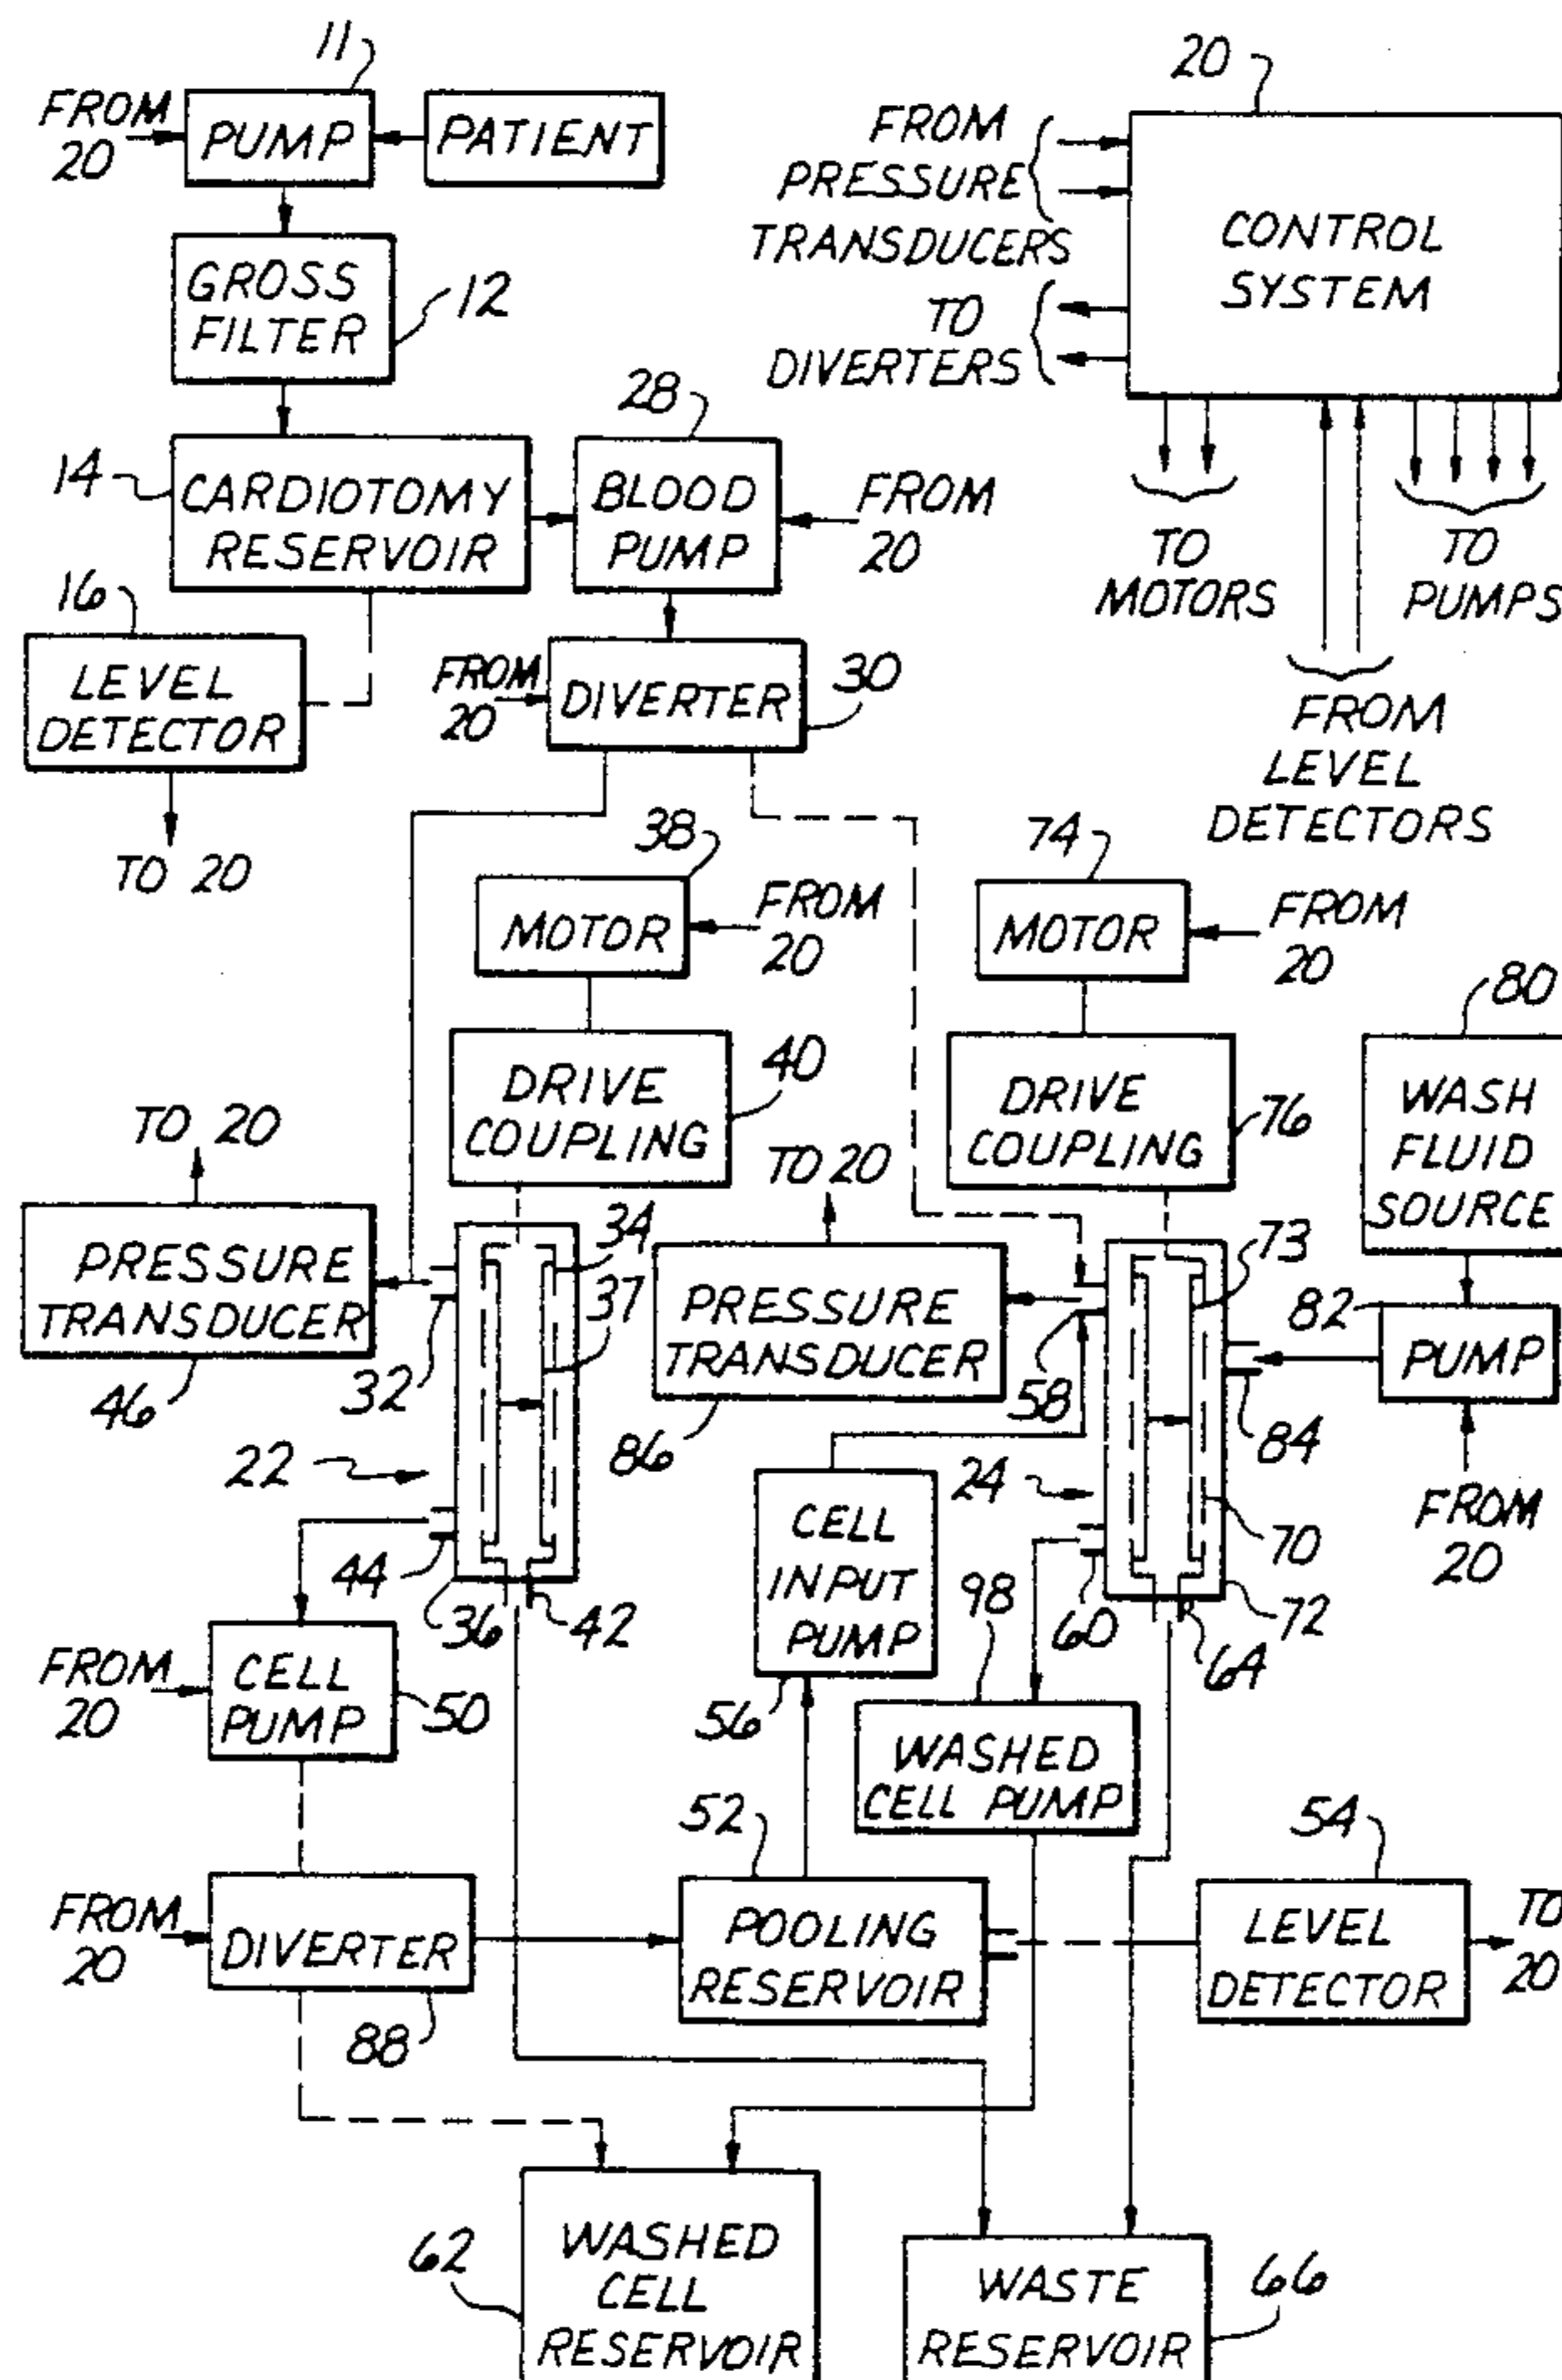 11
20
FROM
20
PUMP
PATIENT
FROM
PRESSURE
TRANSDUCERS
TO
DIVERTERS
CONTROL
SYSTEM
GROSS
FILTER
12
28
14
CARDIOTOMY
RESERVOIR
BLOOD
PUMP
FROM
20
TO
MOTORS
TO
PUMPS
16
LEVEL
DETECTOR
FROM
20
DIVERTER
30
FROM
LEVEL
DETECTORS
TO 20
38
MOTOR
FROM
20
74
MOTOR
FROM
20
80
DRIVE
COUPLING
40
DRIVE
COUPLING
76
WASH
FLUID
SOURCE
TO 20
TO 20
PRESSURE
TRANSDUCER
46
32
34
37
PRESSURE
TRANSDUCER
86
58
73
82
PUMP
84
FROM
20
22
24
44
36
42
CELL
INPUT
PUMP
56
98
60
70
72
64
FROM
20
CELL
PUMP
50
WASHED
CELL PUMP
52
54
FROM
20
DIVERTER
88
POOLING
RESERVOIR
LEVEL
DETECTOR
TO
20
62
WASHED
CELL
RESERVOIR
WASTE
RESERVOIR
66